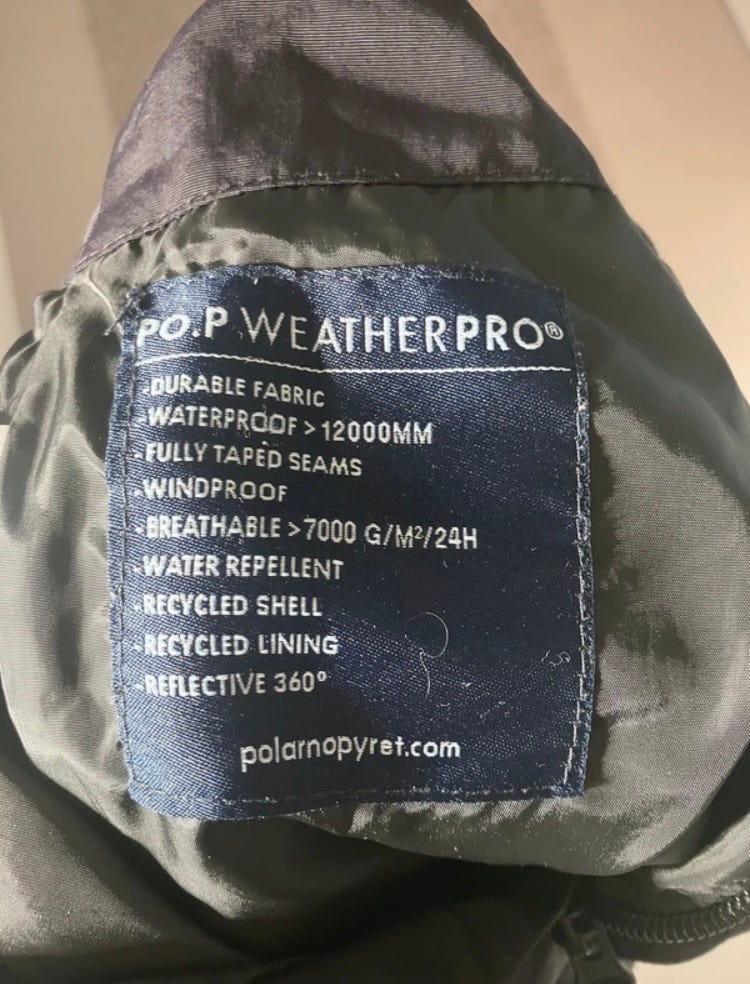 PO.P WEATHERPRO®
-DURABLE FABRIC
-WATERPROOF > 12000MM
-FULLY TAPED SEAMS
-WINDPROOF
-BREATHABLE >7000 G/M²/24H
-WATER REPELLENT
-RECYCLED SHELL
-RECYCLED LINING
-REFLECTIVE 360°
polarnopyret.com